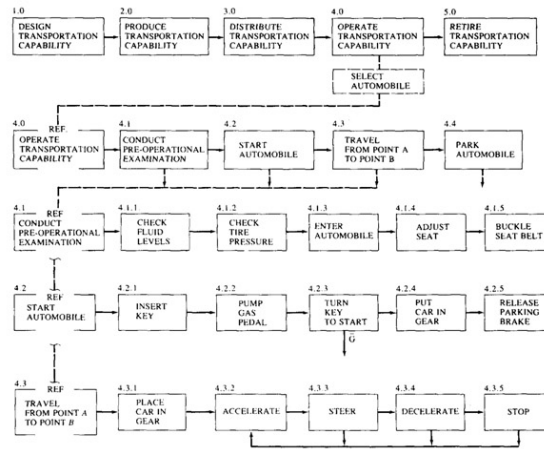 1.0
DESIGN
TRANSPORTATION
CAPABILITY
2.0
PRODUCE
TRANSPORTATION
CAPABILITY
3.0
DISTRIBUTE
TRANSPORTATION
CAPABILITY
4.0
OPERATE
TRANSPORTATION
CAPABILITY
5.0
RETIRE
TRANSPORTATION
CAPABILITY
SELECT
AUTOMOBILE
4.0
REF.
OPERATE
TRANSPORTATION
CAPABILITY
4.1
CONDUCT
PRE-OPERATIONAL
EXAMINATION
4.2
START
AUTOMOBILE
4.3
TRAVEL
FROM POINT A
TO POINT B
4.4
PARK
AUTOMOBILE
4.1
REF
CONDUCT
PRE-OPERATIONAL
EXAMINATION
4.1.1
CHECK
FLUID
LEVELS
4.1.2
CHECK
TIRE
PRESSURE
4.1.3
ENTER
AUTOMOBILE
4.1.4
ADJUST
SEAT
4.1.5
BUCKLE
SEAT BELT
4.2
REF
START
AUTOMOBILE
4.2.1
INSERT
KEY
4.2.2
PUMP
GAS
PEDAL
4.2.3
TURN
KEY
TO START
G̅
4.2.4
PUT
CAR IN
GEAR
4.2.5
RELEASE
PARKING
BRAKE
4.3
REF
TRAVEL
FROM POINT A
TO POINT B
4.3.1
PLACE
CAR IN
GEAR
4.3.2
ACCELERATE
4.3.3
STEER
4.3.4
DECELERATE
4.3.5
STOP